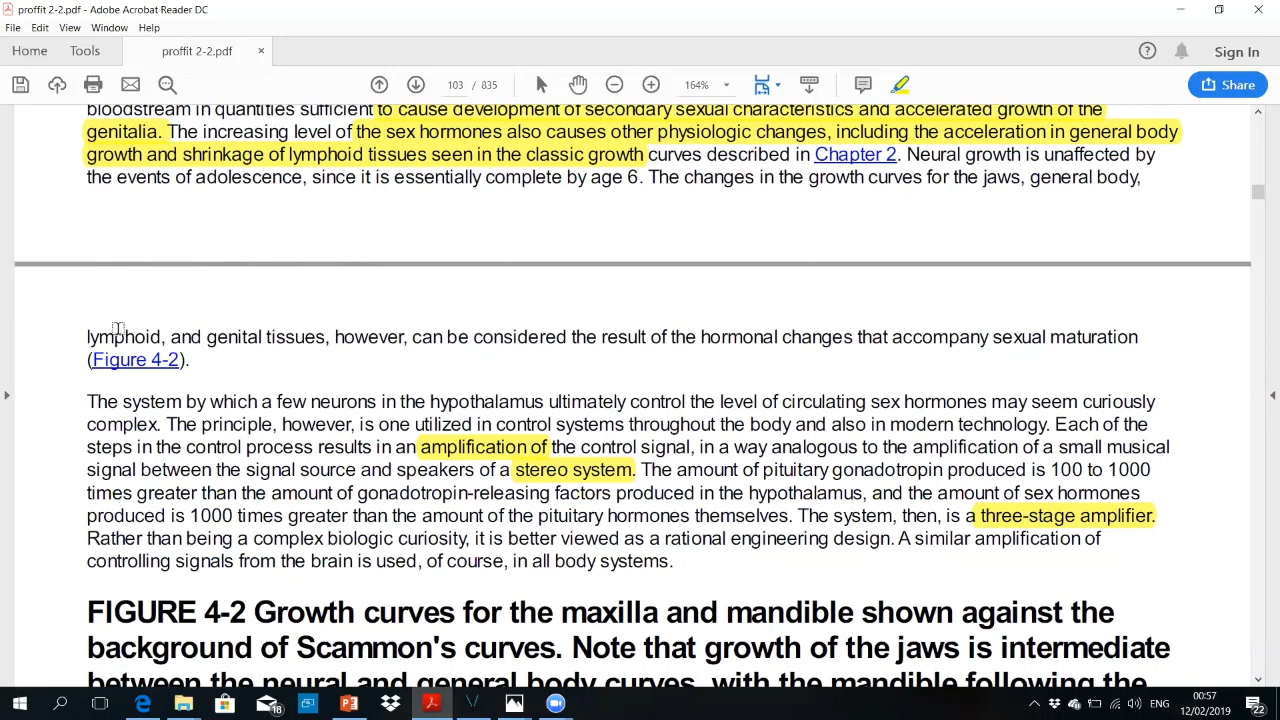 proffit 2-2.pdf - Adobe Acrobat Reader DC
File Edit View Window Help
Home Tools proffit 2-2.pdf × Sign In
103 / 835 164% Share
bloodstream in quantities sufficient to cause development of secondary sexual characteristics and accelerated growth of the
genitalia. The increasing level of the sex hormones also causes other physiologic changes, including the acceleration in general body
growth and shrinkage of lymphoid tissues seen in the classic growth curves described in Chapter 2. Neural growth is unaffected by
the events of adolescence, since it is essentially complete by age 6. The changes in the growth curves for the jaws, general body,
lymphoid, and genital tissues, however, can be considered the result of the hormonal changes that accompany sexual maturation
(Figure 4-2).
The system by which a few neurons in the hypothalamus ultimately control the level of circulating sex hormones may seem curiously
complex. The principle, however, is one utilized in control systems throughout the body and also in modern technology. Each of the
steps in the control process results in an amplification of the control signal, in a way analogous to the amplification of a small musical
signal between the signal source and speakers of a stereo system. The amount of pituitary gonadotropin produced is 100 to 1000
times greater than the amount of gonadotropin-releasing factors produced in the hypothalamus, and the amount of sex hormones
produced is 1000 times greater than the amount of the pituitary hormones themselves. The system, then, is a three-stage amplifier.
Rather than being a complex biologic curiosity, it is better viewed as a rational engineering design. A similar amplification of
controlling signals from the brain is used, of course, in all body systems.
FIGURE 4-2 Growth curves for the maxilla and mandible shown against the
background of Scammon's curves. Note that growth of the jaws is intermediate
between the neural and general body curves, with the mandible following the
18 ENG 00:57
12/02/2019 22